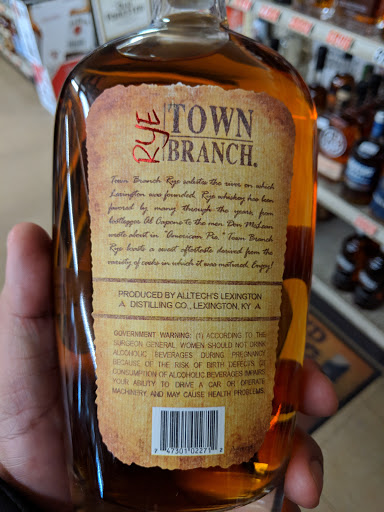 RYE
TOWN
BRANCH.
Town Branch Rye salutes the river on which
Lexington was founded. Rye whiskey has been
favored by many through the years, from
bootlegger Al Capone to the men Don McLean
wrote about in "American Pie." Town Branch
Rye boasts a sweet aftertaste derived from the
variety of casks in which it was matured. Enjoy!
PRODUCED BY ALLTECH'S LEXINGTON
DISTILLING CO., LEXINGTON, KY
GOVERNMENT WARNING: (1) ACCORDING TO THE
SURGEON GENERAL, WOMEN SHOULD NOT DRINK
ALCOHOLIC BEVERAGES DURING PREGNANCY
BECAUSE OF THE RISK OF BIRTH DEFECTS. (2)
CONSUMPTION OF ALCOHOLIC BEVERAGES IMPAIRS
YOUR ABILITY TO DRIVE A CAR OR OPERATE
MACHINERY AND MAY CAUSE HEALTH PROBLEMS.
7 47301 02271 7